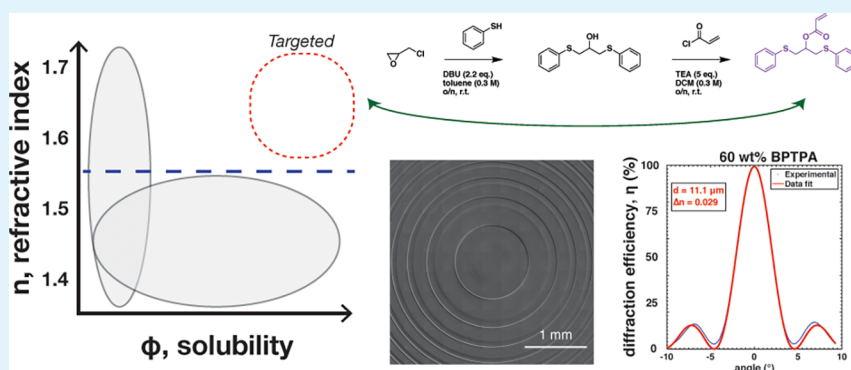 n, refractive index
1.7
1.6
1.5
1.4
Targeted
ϕ, solubility
O
Cl
SH
DBU (2.2 eq.)
toluene (0.3 M)
o/n, r.t.
OH
S
S
O
Cl
TEA (5 eq.)
DCM (0.3 M)
o/n, r.t.
O
O
S
S
1 mm
60 wt% BPTPA
diffraction efficiency, η (%)
100
75
50
25
0
d = 11.1 µm
Δn = 0.029
Experimental
Data fit
-10
-5
0
5
10
angle (°)